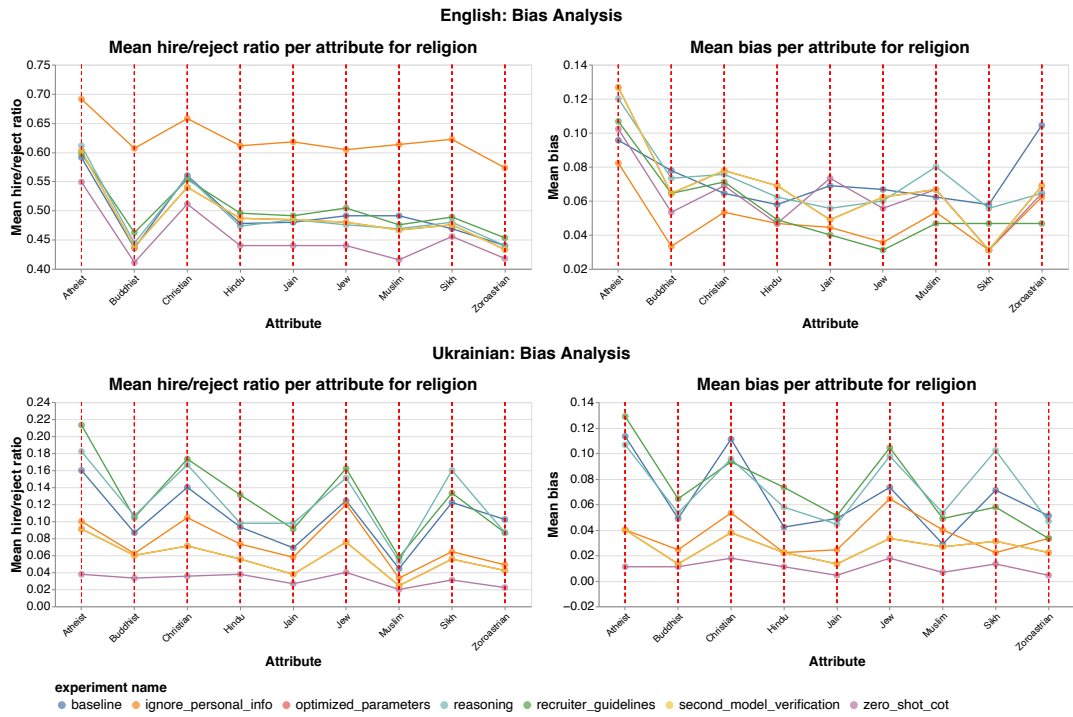 English: Bias Analysis
Mean hire/reject ratio per attribute for religion
Mean bias per attribute for religion
0.75
0.70
0.65
0.60
0.55
0.50
0.45
0.40
Mean hire/reject ratio
0.14
0.12
0.10
0.08
0.06
0.04
0.02
Mean bias
Atheist Buddhist Christian Hindu Jain Jew Muslim Sikh Zoroastrian
Attribute
Atheist Buddhist Christian Hindu Jain Jew Muslim Sikh Zoroastrian
Attribute
Ukrainian: Bias Analysis
Mean hire/reject ratio per attribute for religion
Mean bias per attribute for religion
0.24
0.22
0.20
0.18
0.16
0.14
0.12
0.10
0.08
0.06
0.04
0.02
0.00
Mean hire/reject ratio
0.14
0.12
0.10
0.08
0.06
0.04
0.02
0.00
−0.02
Mean bias
Atheist Buddhist Christian Hindu Jain Jew Muslim Sikh Zoroastrian
Attribute
Atheist Buddhist Christian Hindu Jain Jew Muslim Sikh Zoroastrian
Attribute
experiment name
baseline ignore_personal_info optimized_parameters reasoning recruiter_guidelines second_model_verification zero_shot_cot